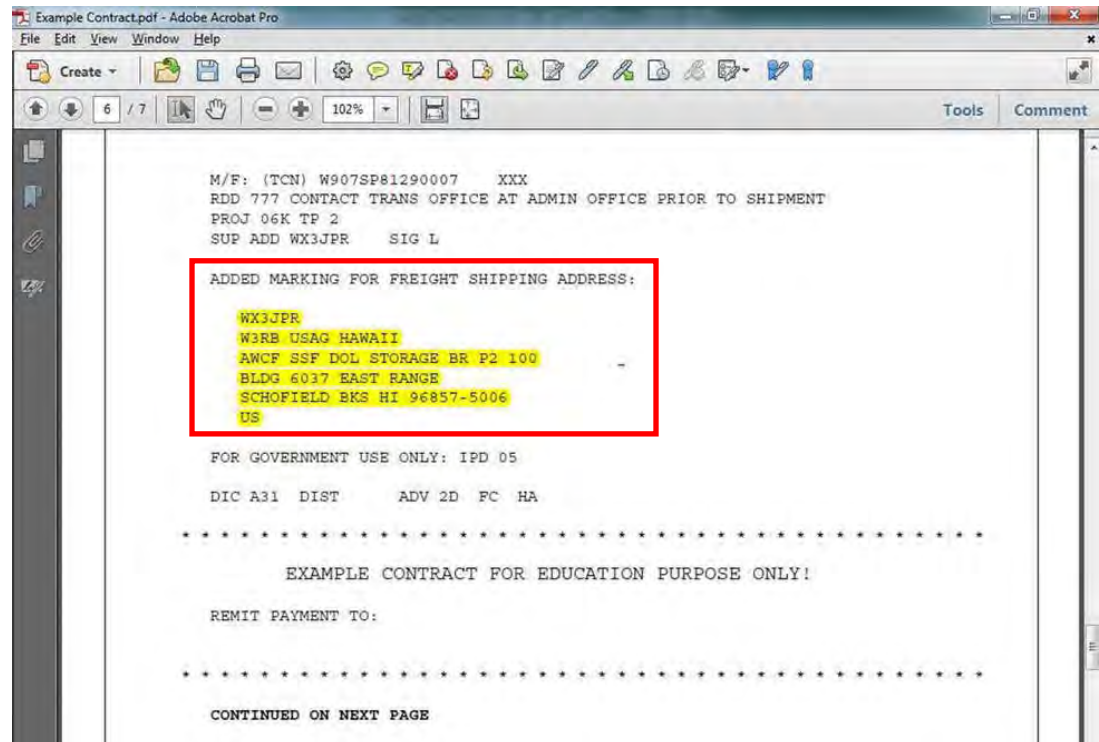 Example Contract.pdf - Adobe Acrobat Pro
File Edit View Window Help
Create
6 / 7 102% Tools Comment
M/F: (TCN) W907SP81290007 XXX
RDD 777 CONTACT TRANS OFFICE AT ADMIN OFFICE PRIOR TO SHIPMENT
PROJ 06K TP 2
SUP ADD WX3JPR SIG L
ADDED MARKING FOR FREIGHT SHIPPING ADDRESS:
WX3JPR
W3RB USAG HAWAII
AWCF SSF DOL STORAGE BR P2 100
BLDG 6037 EAST RANGE
SCHOFIELD BKS HI 96857-5006
US
FOR GOVERNMENT USE ONLY: IPD 05
DIC A31 DIST ADV 2D FC HA
* * * * * * * * * * * * * * * * * * * * * * * * * * * * * * * * * * * * * * * * *
EXAMPLE CONTRACT FOR EDUCATION PURPOSE ONLY!
REMIT PAYMENT TO:
* * * * * * * * * * * * * * * * * * * * * * * * * * * * * * * * * * * * * * * * *
CONTINUED ON NEXT PAGE